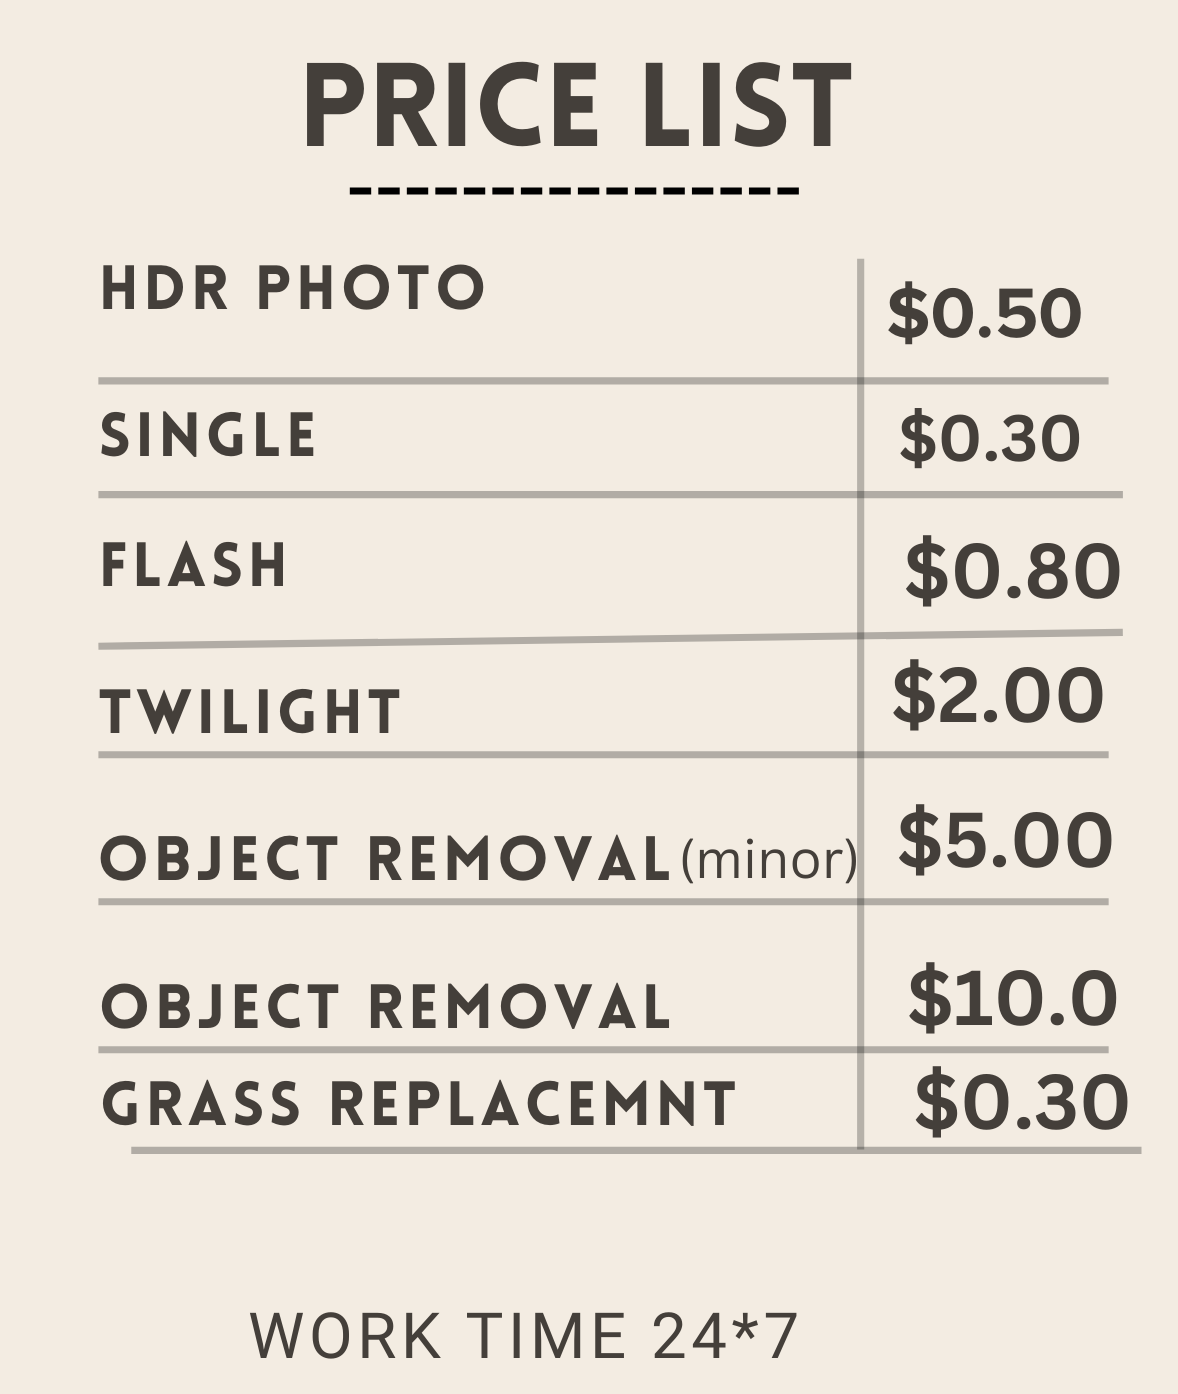 PRICE LIST
HDR PHOTO $0.50
SINGLE $0.30
FLASH $0.80
TWILIGHT $2.00
OBJECT REMOVAL (minor) $5.00
OBJECT REMOVAL $10.0
GRASS REPLACEMNT $0.30
WORK TIME 24*7